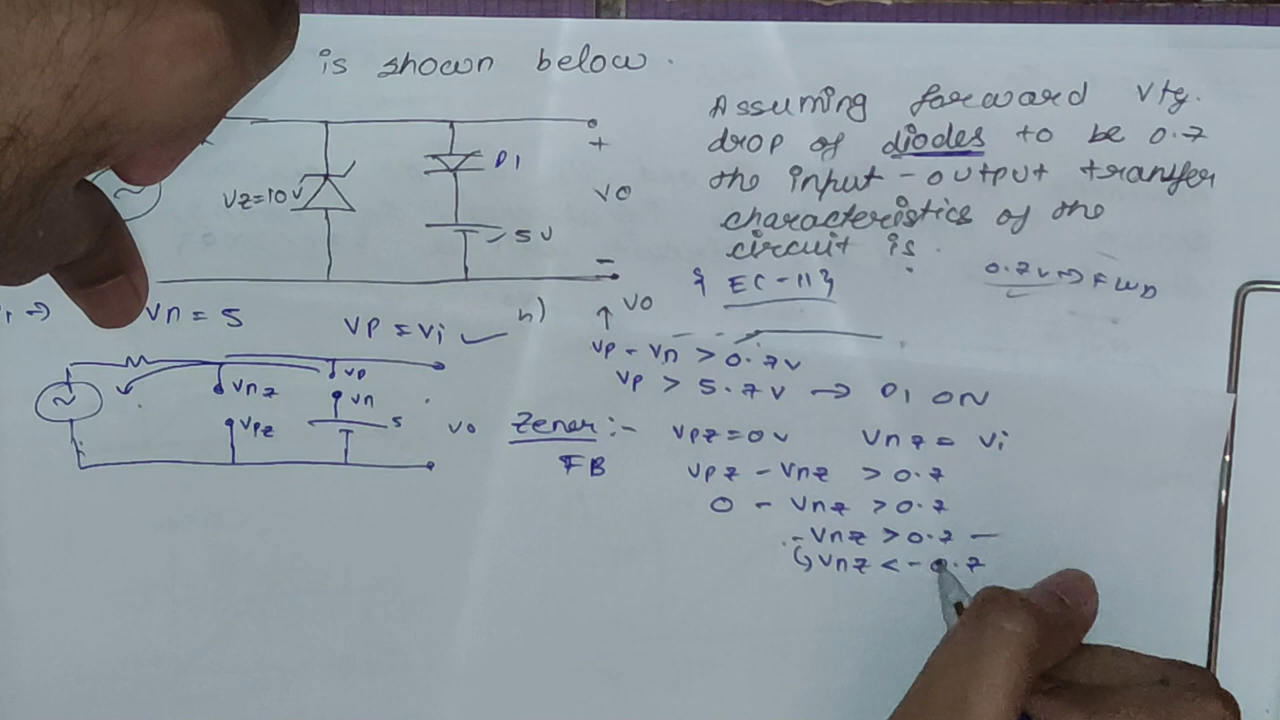 is shown below.
Assuming forward Vtg.
drop of diodes to be 0.7
the input-output transfer
characteristics of the
circuit is.
{ EC-11}
0.7v → FWD
D1
Vz=10v
5v
+
vo
-
→
Vn = 5
Vp = Vi
h)
↑ vo
Vp - Vn > 0.7v
Vp > 5.7v → D1 ON
vnz
vp
vn
vpz
5
vo
Zener :-
FB
Vpz=0v
Vnz = Vi
Vpz - Vnz > 0.7
0 - Vnz > 0.7
-Vnz > 0.7 -
Vnz < -0.7